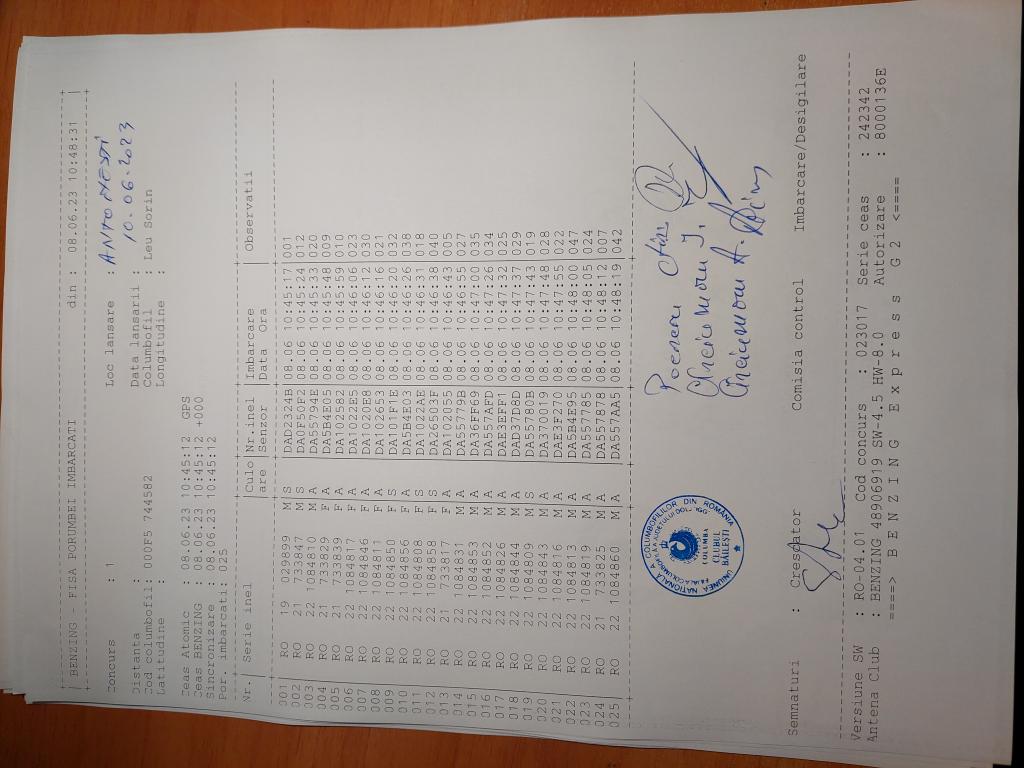 BENZING - FISA PORUMBEI IMBARCATI din : 08.06.23 10:48:31
Concurs : 1 Loc lansare : ANTONESTI
Distanta : Data lansarii : 10.06.2023
Cod columbofil: 000F5 744582 Columbofil : Leu Sorin
Latitudine : Longitudine :
Ceas Atomic : 08.06.23 10:45:12 GPS
Ceas BENZING : 08.06.23 10:45:12 +000
Sincronizare : 08.06.23 10:45:12
Por. imbarcati: 025
Nr. Serie inel Culo Nr.inel Imbarcare Observatii
are Senzor Data Ora
001 RO 19 029899 M S DAD2324B 08.06 10:45:17 001
002 RO 21 733847 M S DA0F50F2 08.06 10:45:24 012
003 RO 22 1084810 M A DA55794E 08.06 10:45:33 020
004 RO 21 733829 F A DA5B4E05 08.06 10:45:48 009
005 RO 21 733839 F A DA102582 08.06 10:45:59 010
006 RO 22 1084817 F A DA1022E5 08.06 10:46:06 023
007 RO 22 1084846 F A DA1020E8 08.06 10:46:12 030
008 RO 22 1084811 F A DA102653 08.06 10:46:16 021
009 RO 22 1084850 F S DA101F1E 08.06 10:46:20
010 RO 22 1084856 F A DA5B4E03 08.06 10:46:26 038
011 RO 22 1084808 F S DA1022AE 08.06 10:46:31 018
012 RO 22 1084858 F S DA26503F 08.06 10:46:38 040
013 RO 21 733817 F A DA102055 08.06 10:46:43 005
014 RO 22 1084831 M A DA55779B 08.06 10:46:55 027
015 RO 22 1084853 M A DA36FF69 08.06 10:47:00 035
016 RO 22 1084852 M A DA557AFD 08.06 10:47:26 034
017 RO 22 1084826 M A DAE3EFF1 08.06 10:47:32 025
018 RO 22 1084844 M A DAD37D8D 08.06 10:47:37 029
019 RO 22 1084809 M S DA55780B 08.06 10:47:43 019
020 RO 22 1084843 M A DA370019 08.06 10:47:48 028
021 RO 22 1084816 M A DAE3F270 08.06 10:47:55 022
022 RO 22 1084813 M A DA5B4E95 08.06 10:48:00 047
023 RO 22 1084819 M A DA557785 08.06 10:48:05 024
024 RO 21 733825 M A DA557878 08.06 10:48:12 007
025 RO 22 1084860 M A DA557AA5 08.06 10:48:19 042
UNIUNEA NATIONALĂ A COLUMBOFILILOR DIN ROMÂNIA
COLUMBA
CLUBUL
BĂILEŞTI
Semnaturi : Crescator Comisia control Imbarcare/Desigilare
Versiune SW : RO-04.01 Cod concurs : 023017 Serie ceas : 242342
Antena Club : BENZING 48906919 SW-4.5 HW-8.0 Autorizare : 8000136E
====> B E N Z I N G E x p r e s s G 2 <====